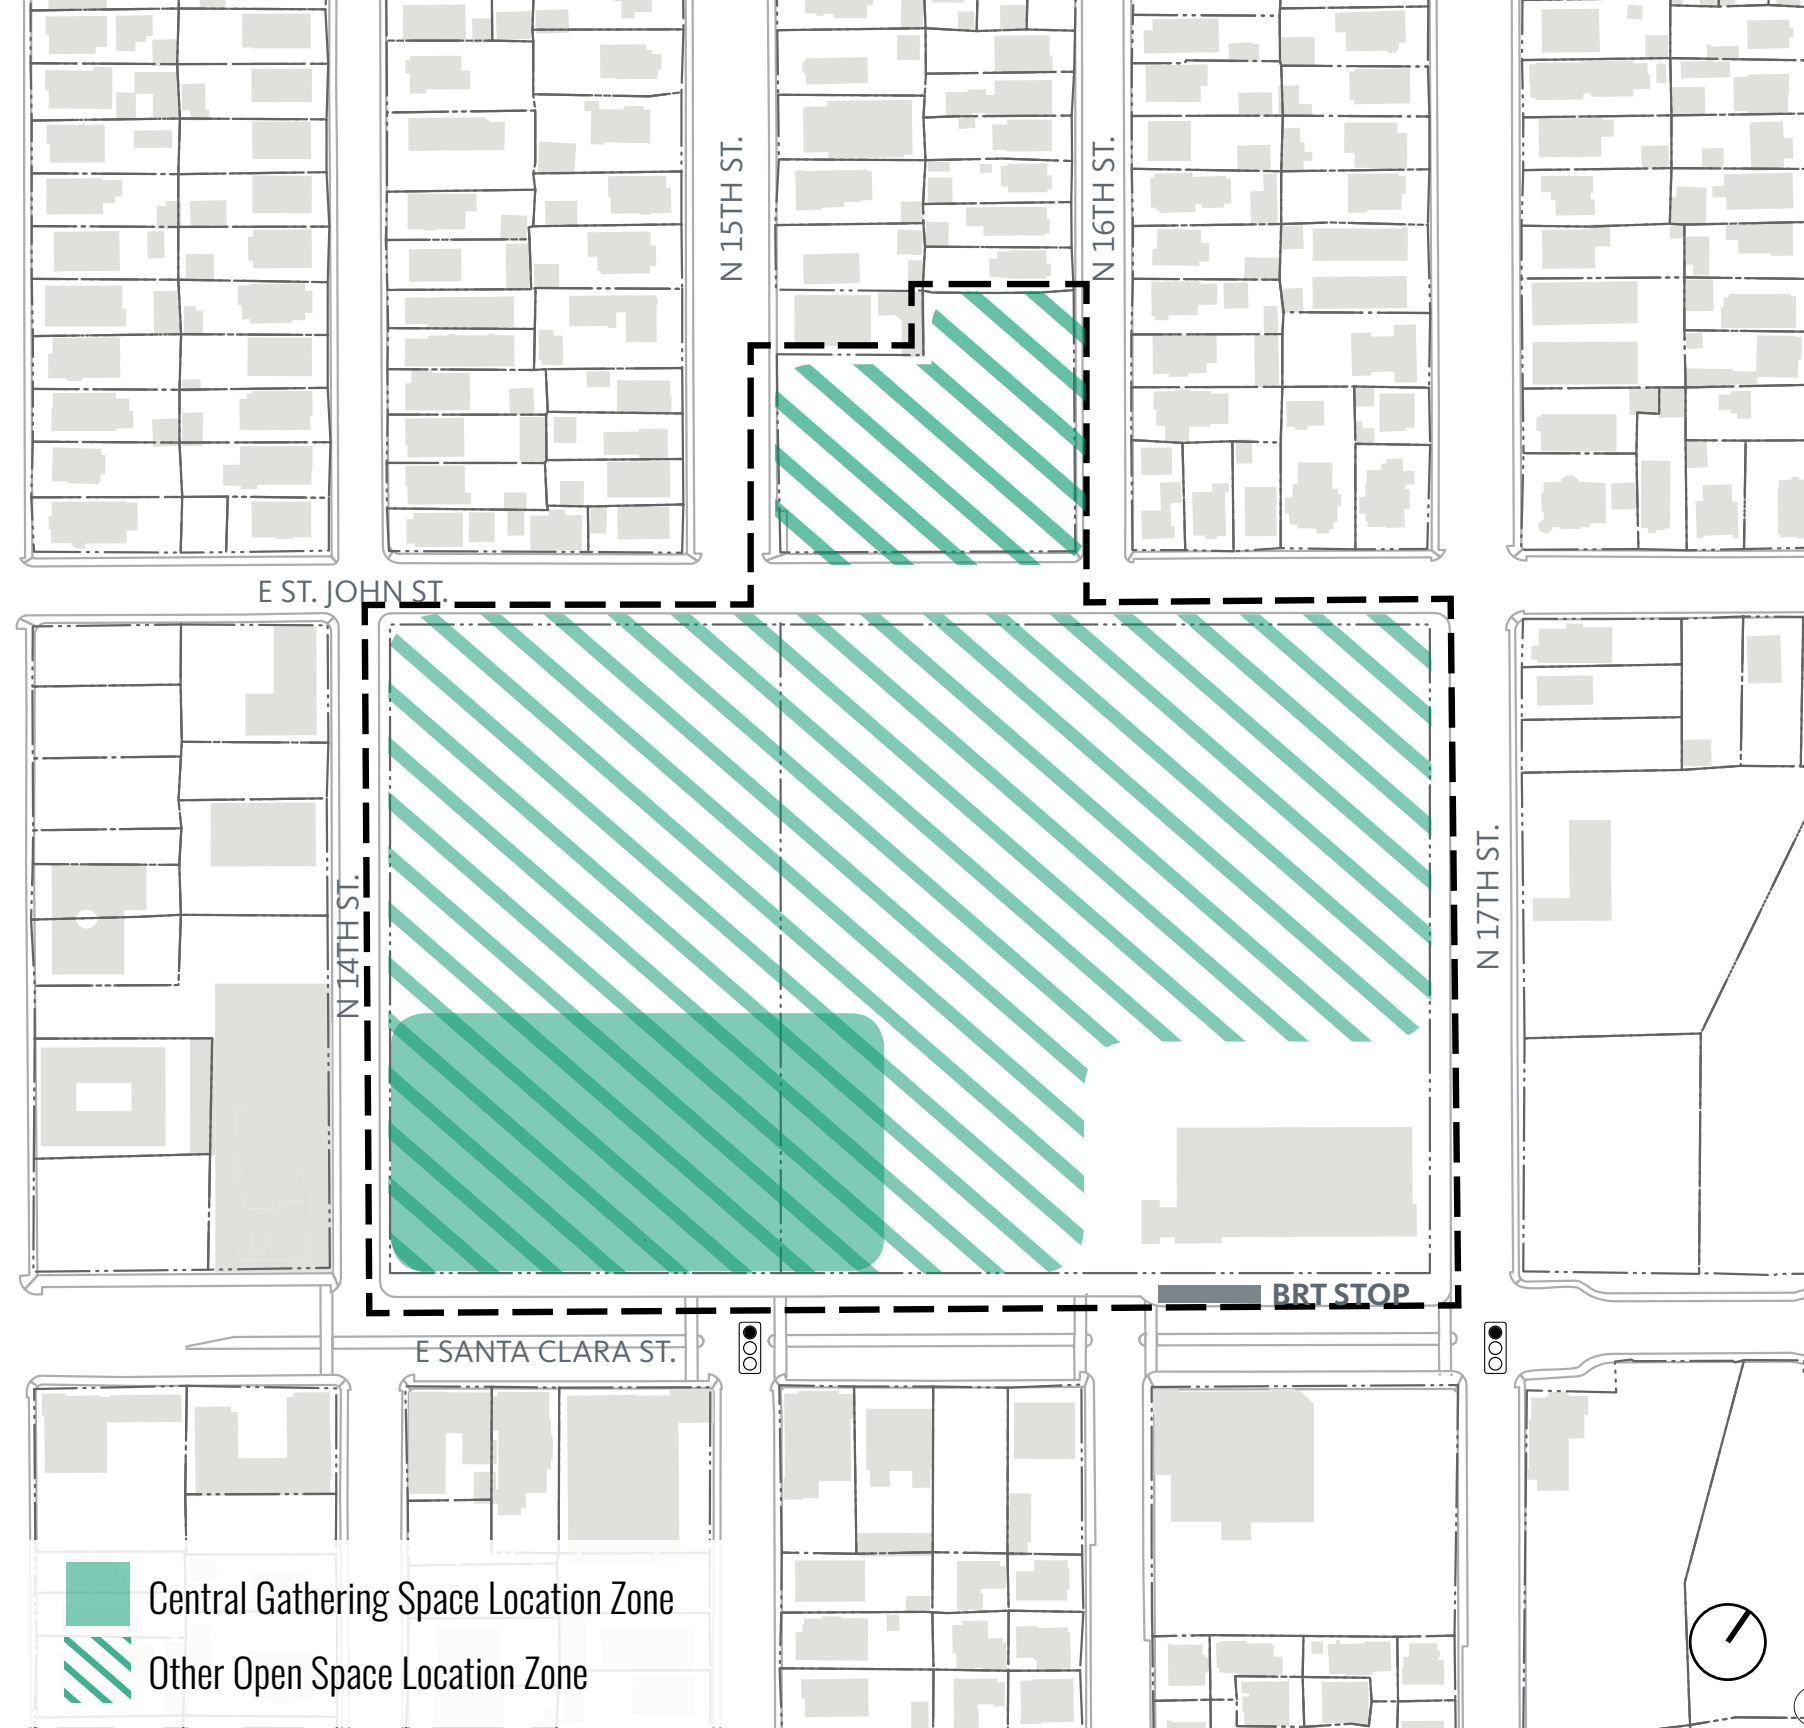 N 15TH ST.
N 16TH ST.
E ST. JOHN ST.
N 14TH ST.
N 17TH ST.
BRT STOP
E SANTA CLARA ST.
Central Gathering Space Location Zone
Other Open Space Location Zone